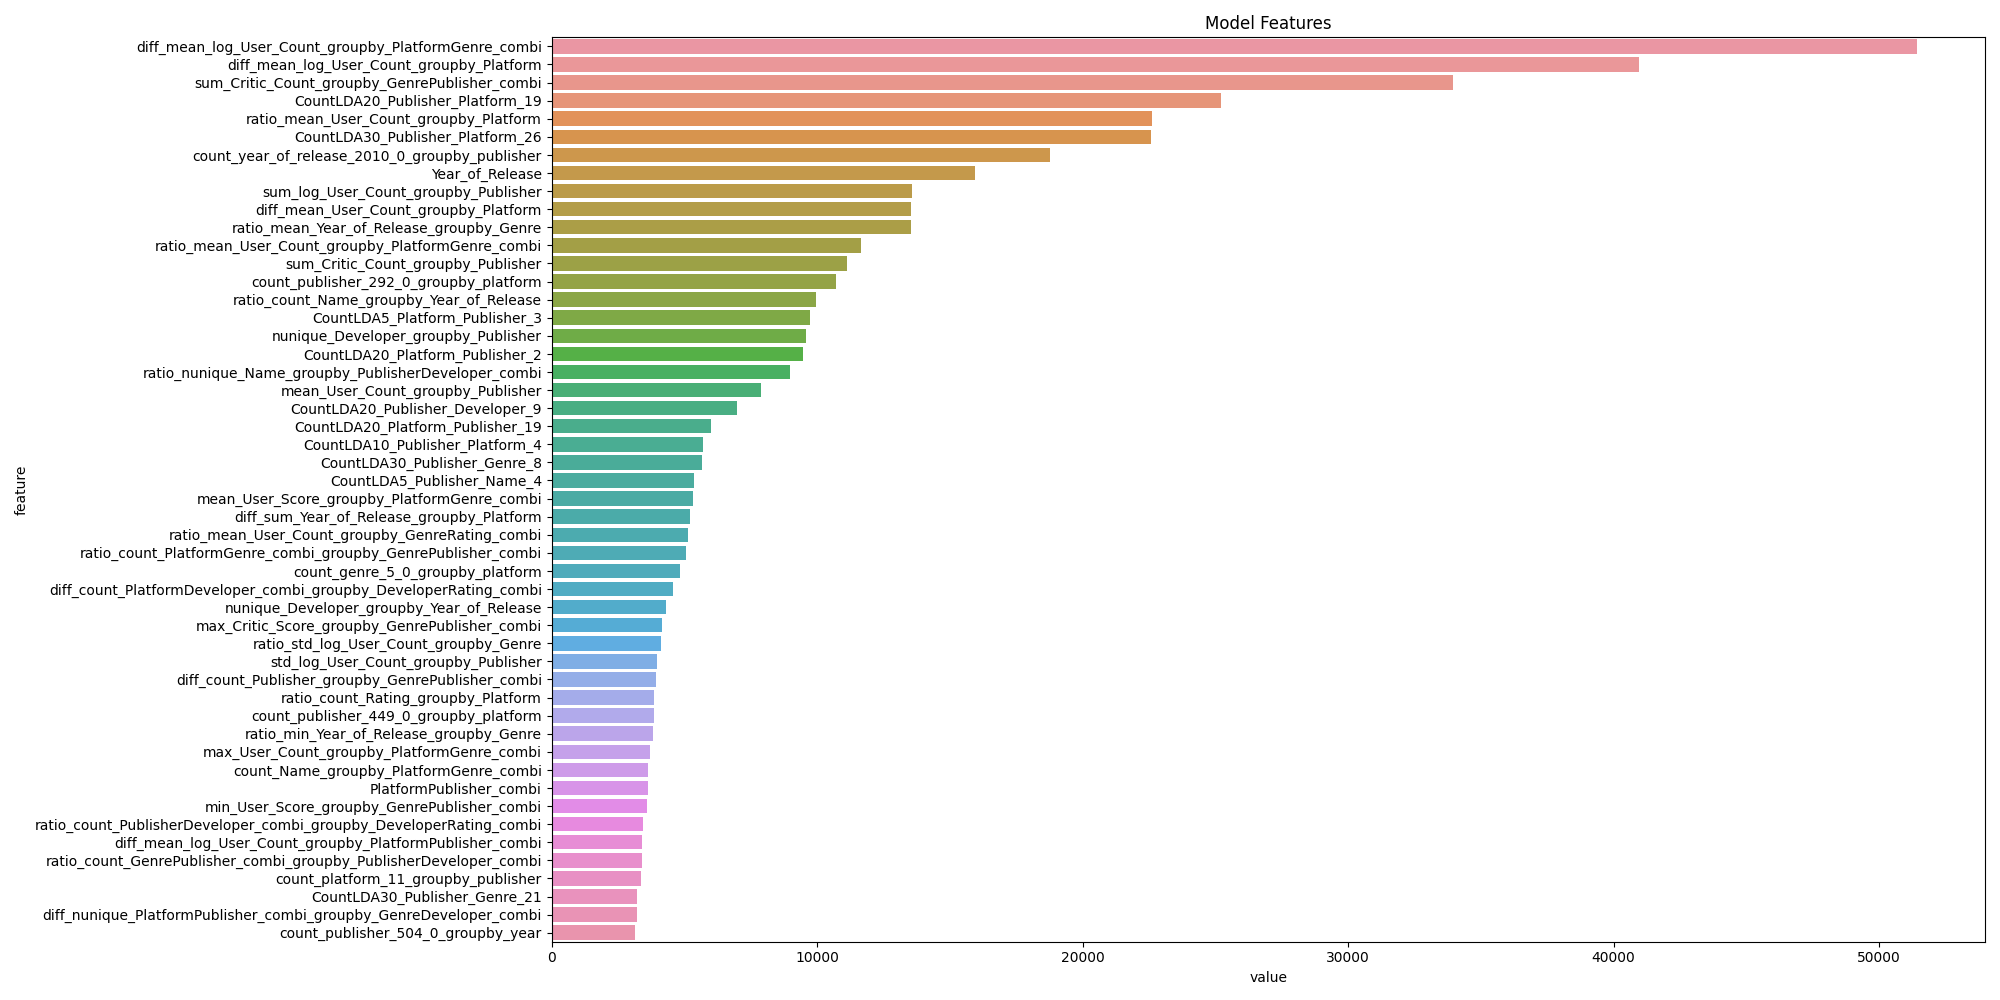 Model Features
diff_mean_log_User_Count_groupby_PlatformGenre_combi
diff_mean_log_User_Count_groupby_Platform
sum_Critic_Count_groupby_GenrePublisher_combi
CountLDA20_Publisher_Platform_19
ratio_mean_User_Count_groupby_Platform
CountLDA30_Publisher_Platform_26
count_year_of_release_2010_0_groupby_publisher
Year_of_Release
sum_log_User_Count_groupby_Publisher
diff_mean_User_Count_groupby_Platform
ratio_mean_Year_of_Release_groupby_Genre
ratio_mean_User_Count_groupby_PlatformGenre_combi
sum_Critic_Count_groupby_Publisher
count_publisher_292_0_groupby_platform
ratio_count_Name_groupby_Year_of_Release
CountLDA5_Platform_Publisher_3
nunique_Developer_groupby_Publisher
CountLDA20_Platform_Publisher_2
ratio_nunique_Name_groupby_PublisherDeveloper_combi
mean_User_Count_groupby_Publisher
CountLDA20_Publisher_Developer_9
CountLDA20_Platform_Publisher_19
CountLDA10_Publisher_Platform_4
CountLDA30_Publisher_Genre_8
CountLDA5_Publisher_Name_4
mean_User_Score_groupby_PlatformGenre_combi
diff_sum_Year_of_Release_groupby_Platform
ratio_mean_User_Count_groupby_GenreRating_combi
ratio_count_PlatformGenre_combi_groupby_GenrePublisher_combi
count_genre_5_0_groupby_platform
diff_count_PlatformDeveloper_combi_groupby_DeveloperRating_combi
nunique_Developer_groupby_Year_of_Release
max_Critic_Score_groupby_GenrePublisher_combi
ratio_std_log_User_Count_groupby_Genre
std_log_User_Count_groupby_Publisher
diff_count_Publisher_groupby_GenrePublisher_combi
ratio_count_Rating_groupby_Platform
count_publisher_449_0_groupby_platform
ratio_min_Year_of_Release_groupby_Genre
max_User_Count_groupby_PlatformGenre_combi
count_Name_groupby_PlatformGenre_combi
PlatformPublisher_combi
min_User_Score_groupby_GenrePublisher_combi
ratio_count_PublisherDeveloper_combi_groupby_DeveloperRating_combi
diff_mean_log_User_Count_groupby_PlatformPublisher_combi
ratio_count_GenrePublisher_combi_groupby_PublisherDeveloper_combi
count_platform_11_groupby_publisher
CountLDA30_Publisher_Genre_21
diff_nunique_PlatformPublisher_combi_groupby_GenreDeveloper_combi
count_publisher_504_0_groupby_year
feature
0 10000 20000 30000 40000 50000
value